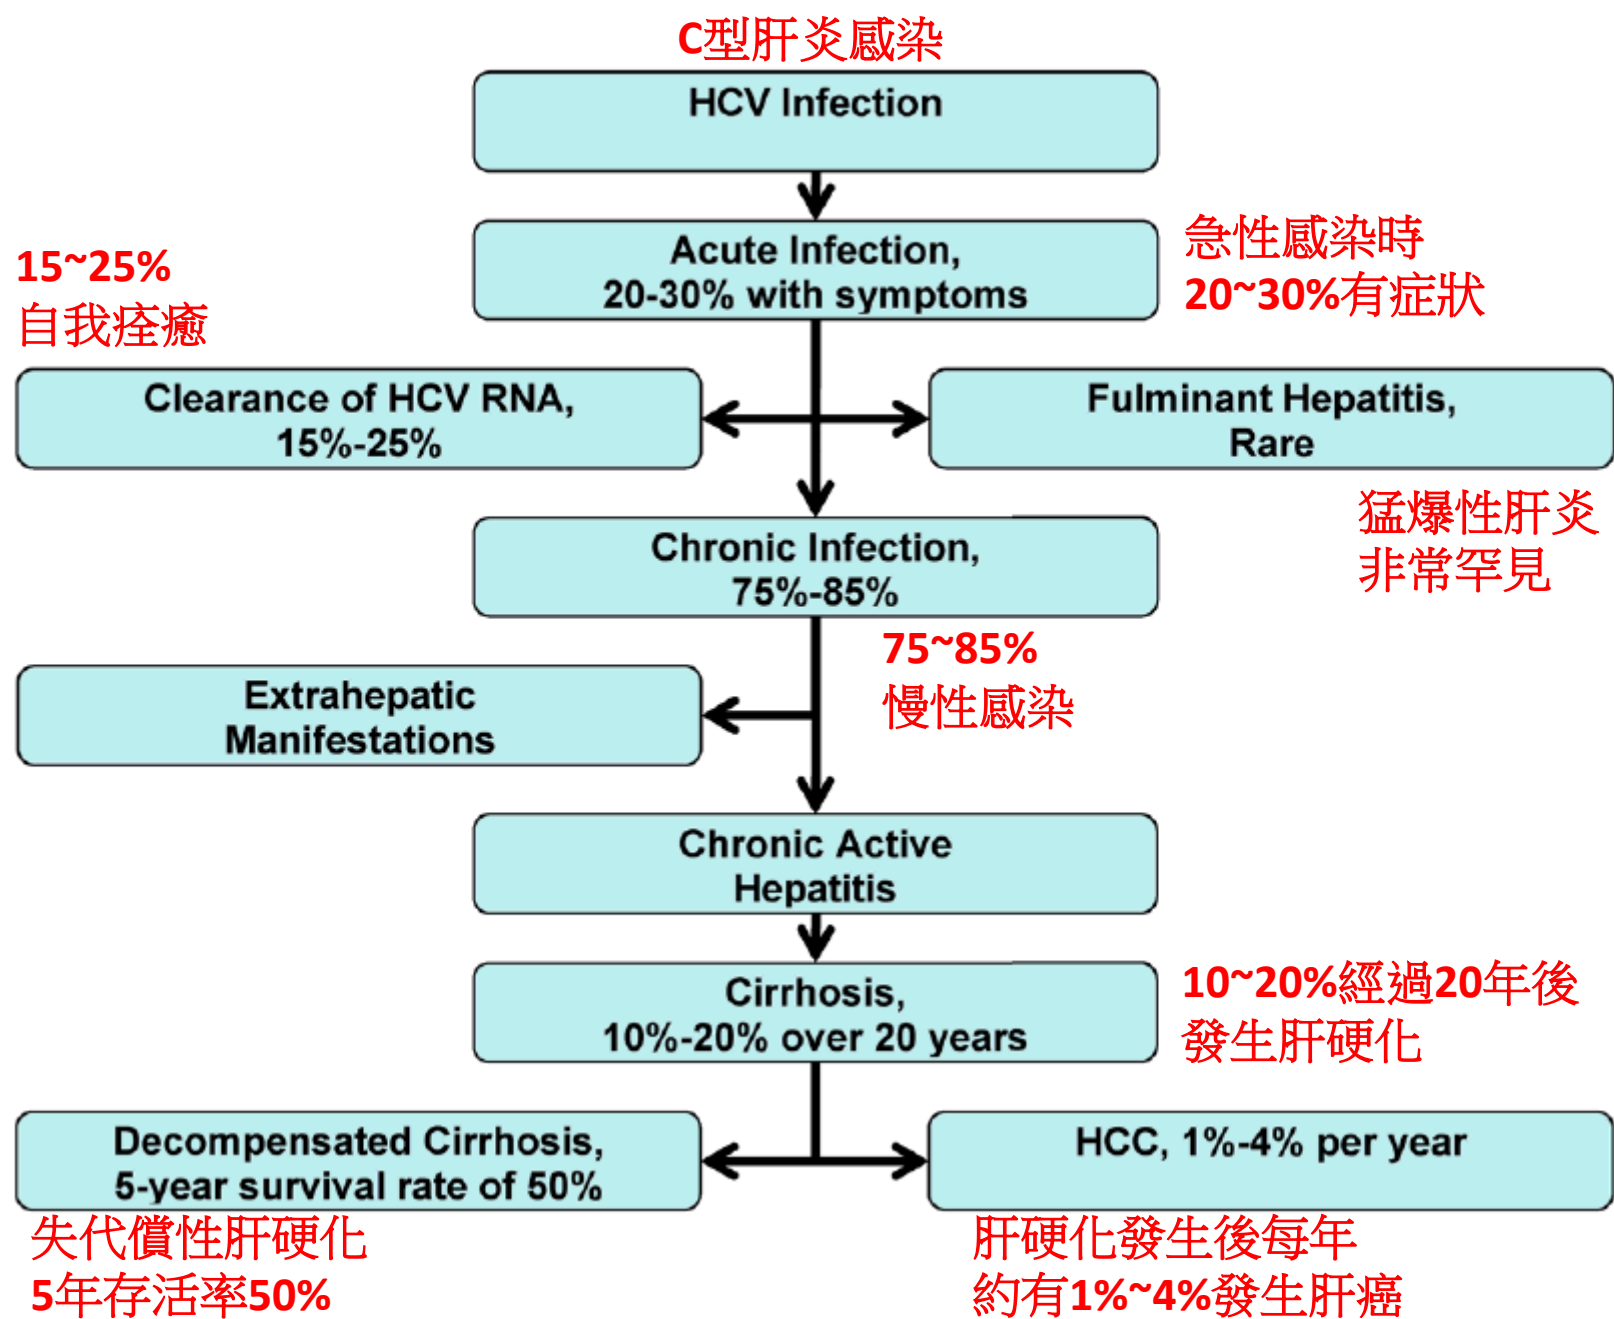 C型肝炎感染
HCV Infection
Acute Infection,
20-30% with symptoms
急性感染時
20~30%有症狀
15~25%
自我痊癒
Clearance of HCV RNA,
15%-25%
Fulminant Hepatitis,
Rare
猛爆性肝炎
非常罕見
Chronic Infection,
75%-85%
75~85%
慢性感染
Extrahepatic
Manifestations
Chronic Active
Hepatitis
Cirrhosis,
10%-20% over 20 years
10~20%經過20年後
發生肝硬化
Decompensated Cirrhosis,
5-year survival rate of 50%
HCC, 1%-4% per year
失代償性肝硬化
5年存活率50%
肝硬化發生後每年
約有1%~4%發生肝癌